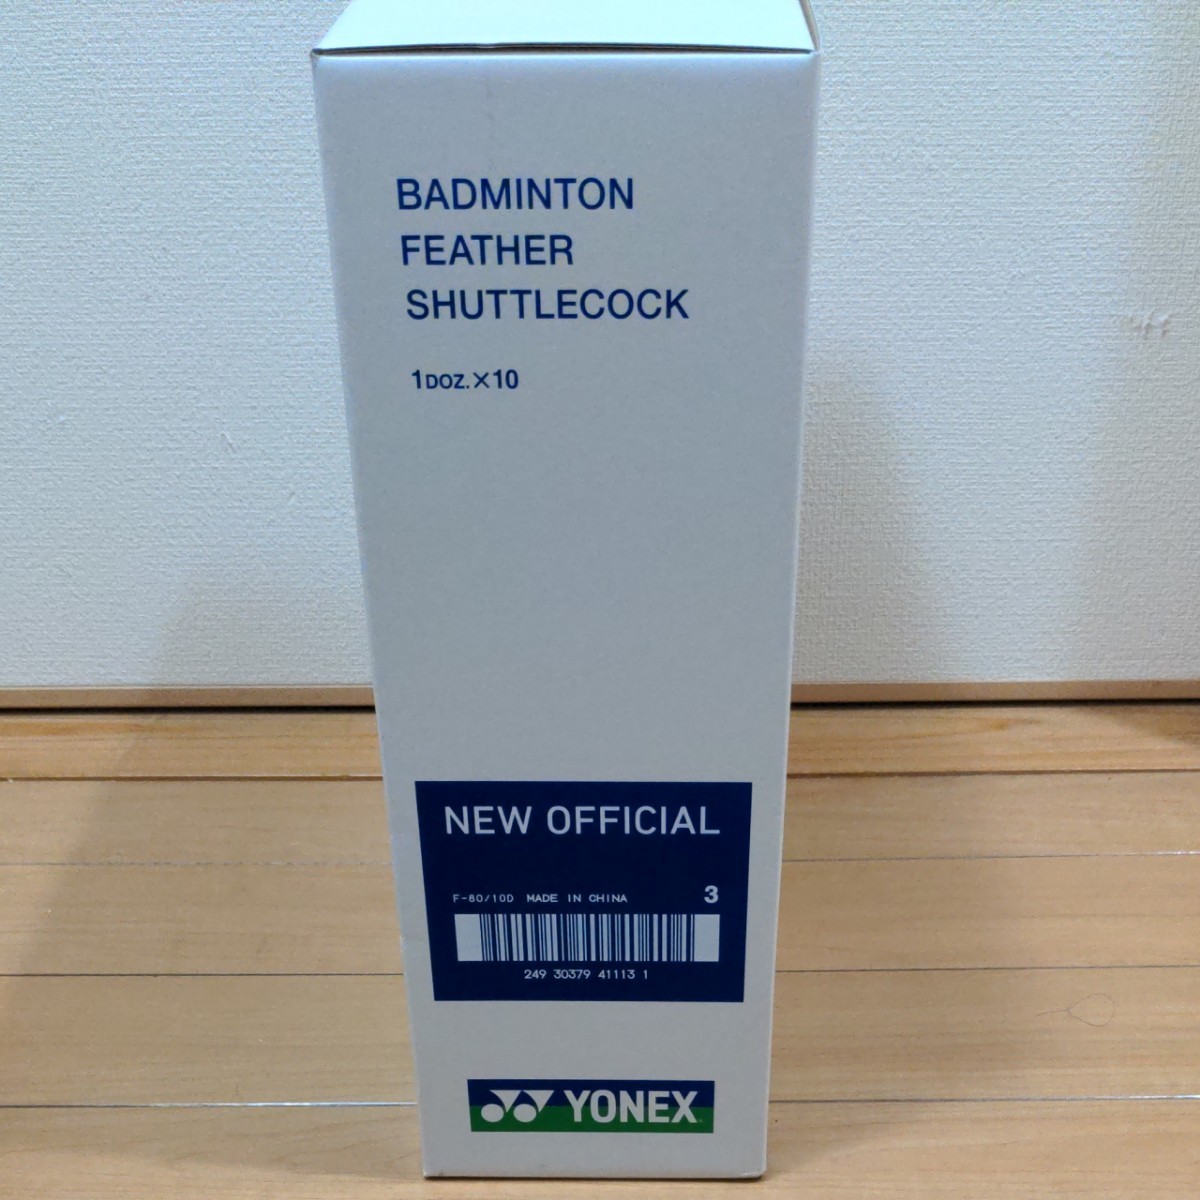 BADMINTON
FEATHER
SHUTTLECOCK
1DOZ.×10
NEW OFFICIAL
F-80/10D MADE IN CHINA 3
249 30379 41113 1
YONEX